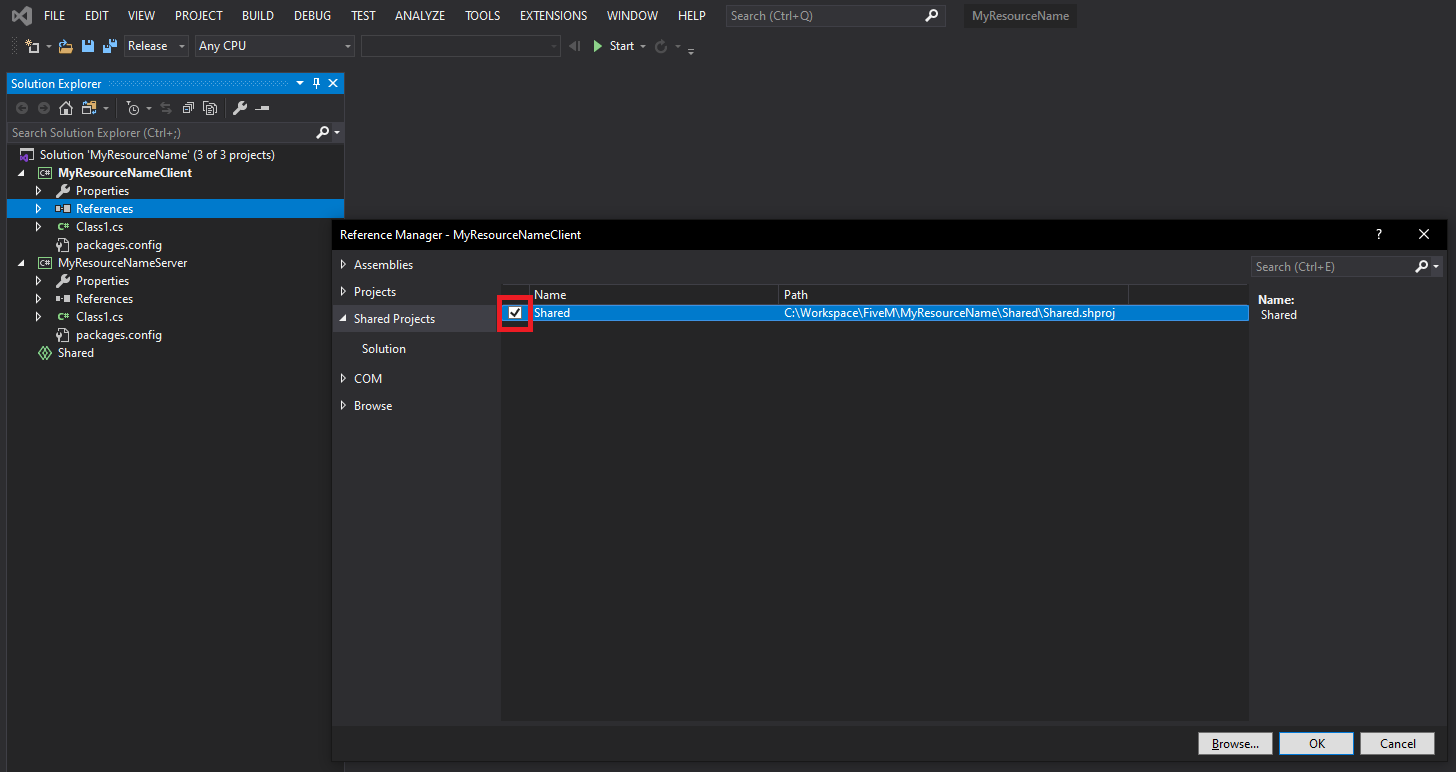 FILE EDIT VIEW PROJECT BUILD DEBUG TEST ANALYZE TOOLS EXTENSIONS WINDOW HELP Search (Ctrl+Q) MyResourceName
Release Any CPU Start
Solution Explorer
Search Solution Explorer (Ctrl+;)
Solution 'MyResourceName' (3 of 3 projects)
C# MyResourceNameClient
Properties
References
C# Class1.cs
packages.config
C# MyResourceNameServer
Properties
References
C# Class1.cs
packages.config
Shared
Reference Manager - MyResourceNameClient ?
Assemblies
Projects
Shared Projects
Solution
COM
Browse
Name Path
Shared C:\Workspace\FiveM\MyResourceName\Shared\Shared.shproj
Search (Ctrl+E)
Name:
Shared
Browse... OK Cancel